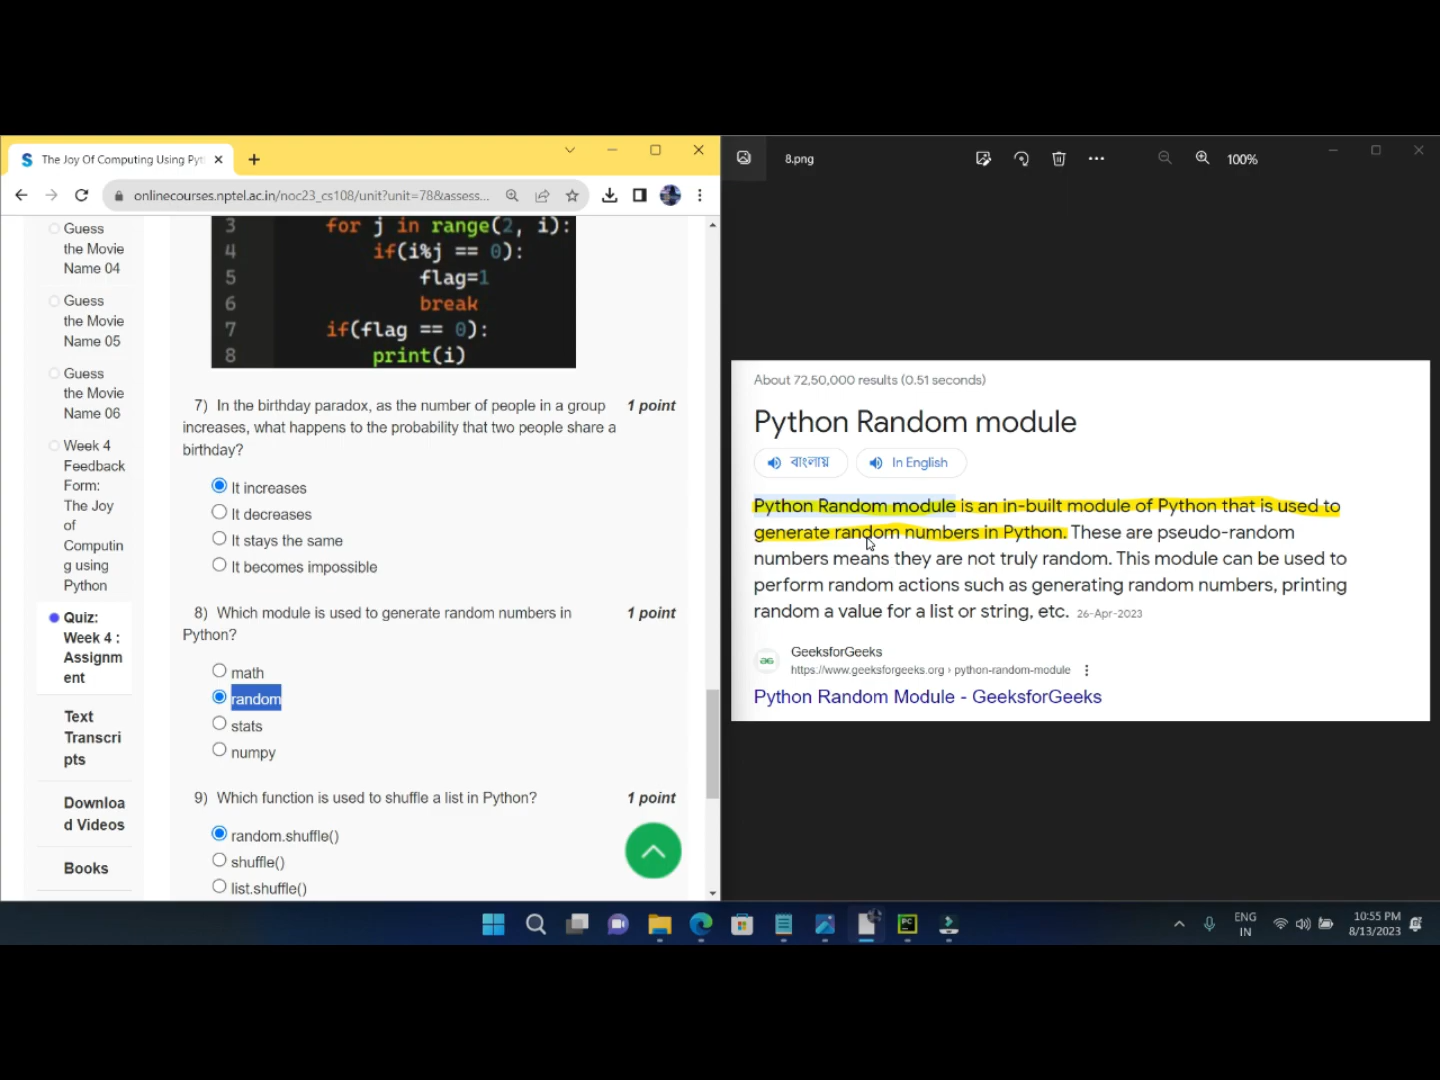 The Joy Of Computing Using Pyt
onlinecourses.nptel.ac.in/noc23_cs108/unit?unit=78&assess...
Guess
the Movie
Name 04
Guess
the Movie
Name 05
Guess
the Movie
Name 06
Week 4
Feedback
Form:
The Joy
of
Computin
g using
Python
Quiz:
Week 4 :
Assignm
ent
Text
Transcri
pts
Downloa
d Videos
Books
3 for j in range(2, i):
4 if(i%j == 0):
5 flag=1
6 break
7 if(flag == 0):
8 print(i)
7) In the birthday paradox, as the number of people in a group 1 point
increases, what happens to the probability that two people share a
birthday?
It increases
It decreases
It stays the same
It becomes impossible
8) Which module is used to generate random numbers in 1 point
Python?
math
random
stats
numpy
9) Which function is used to shuffle a list in Python? 1 point
random.shuffle()
shuffle()
list.shuffle()
8.png
100%
About 72,50,000 results (0.51 seconds)
Python Random module
বাংলায় In English
Python Random module is an in-built module of Python that is used to
generate random numbers in Python. These are pseudo-random
numbers means they are not truly random. This module can be used to
perform random actions such as generating random numbers, printing
random a value for a list or string, etc. 26-Apr-2023
GeeksforGeeks
https://www.geeksforgeeks.org › python-random-module
Python Random Module - GeeksforGeeks
PC
ENG
IN
10:55 PM
8/13/2023